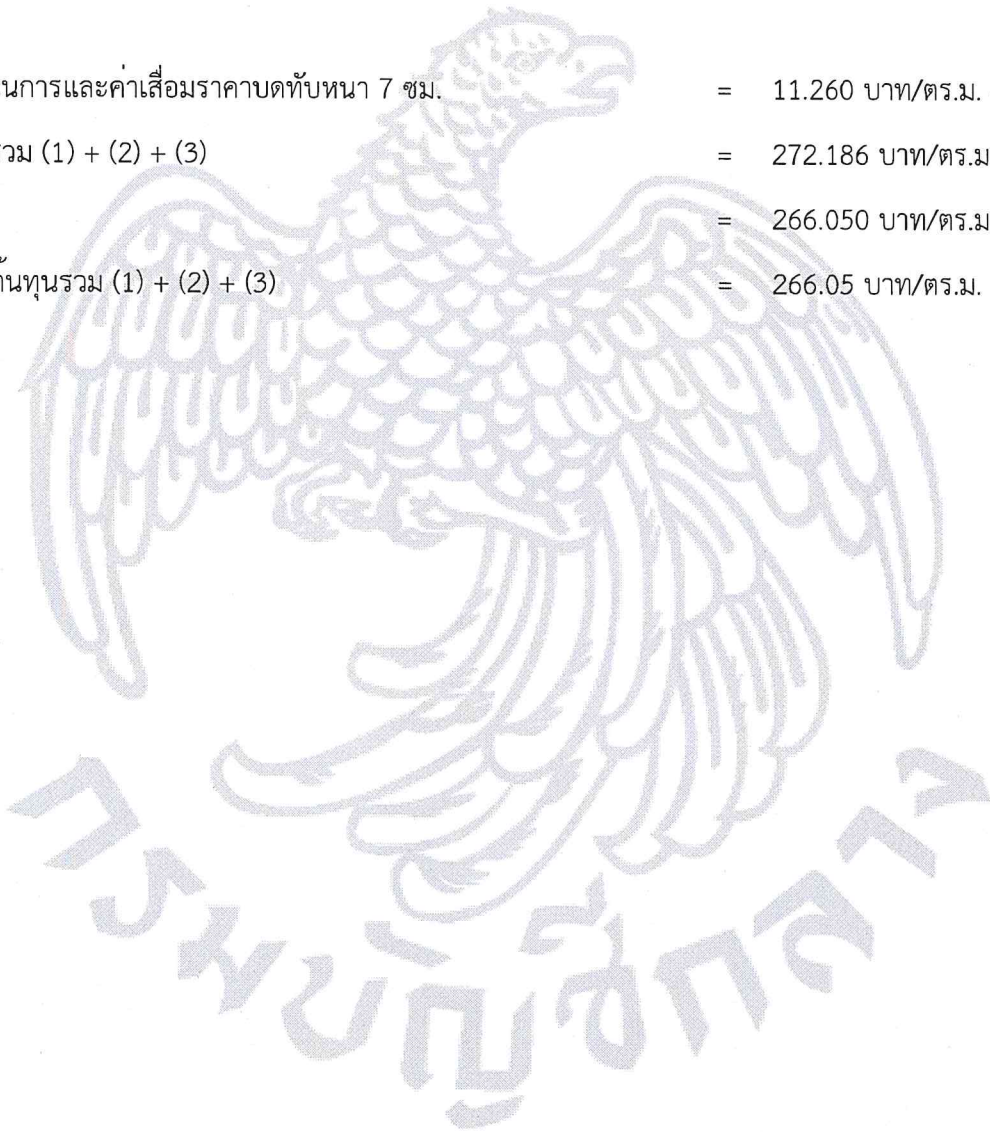 นการและค่าเสื่อมราคาบดทับหนา 7 ซม. = 11.260 บาท/ตร.ม.
รวม (1) + (2) + (3) = 272.186 บาท/ตร.ม
= 266.050 บาท/ตร.ม
ต้นทุนรวม (1) + (2) + (3) = 266.05 บาท/ตร.ม.
กรมบัญชีกลาง